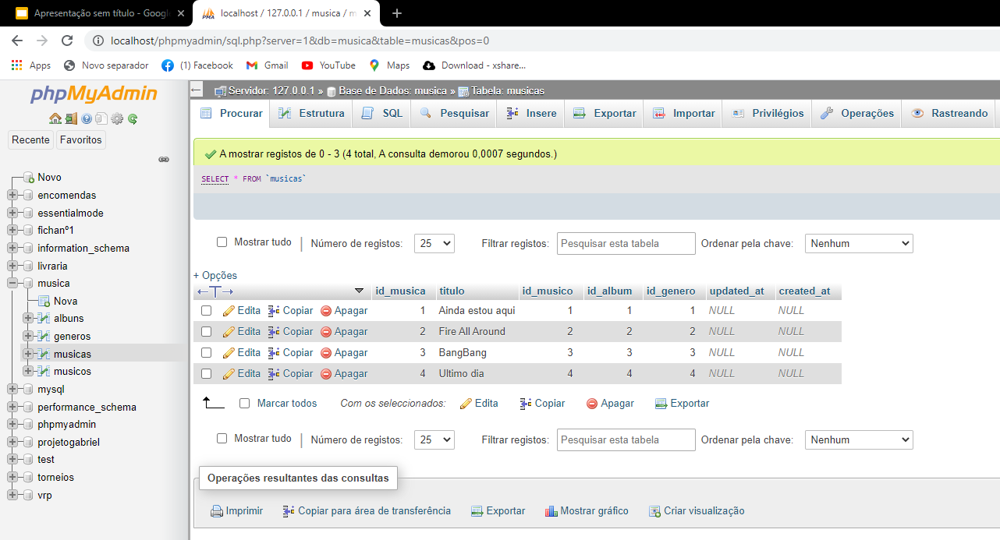 Apresentação sem título - Googl
localhost / 127.0.0.1 / musica / m
localhost/phpmyadmin/sql.php?server=1&db=musica&table=musicas&pos=0
Apps Novo separador (1) Facebook Gmail YouTube Maps Download - xshare...
phpMyAdmin
Recente Favoritos
Novo
encomendas
essentialmode
fichanº1
information_schema
livraria
musica
Nova
albuns
generos
musicas
musicos
mysql
performance_schema
phpmyadmin
projetogabriel
test
torneios
vrp
Servidor: 127.0.0.1 » Base de Dados: musica » Tabela: musicas
Procurar Estrutura SQL Pesquisar Insere Exportar Importar Privilégios Operações Rastreando
A mostrar registos de 0 - 3 (4 total, A consulta demorou 0,0007 segundos.)
SELECT * FROM `musicas`
Mostrar tudo | Número de registos: 25 Filtrar registos: Pesquisar esta tabela Ordenar pela chave: Nenhum
+ Opções
←T→ id_musica titulo id_musico id_album id_genero updated_at created_at
Edita Copiar Apagar 1 Ainda estou aqui 1 1 1 NULL NULL
Edita Copiar Apagar 2 Fire All Around 2 2 2 NULL NULL
Edita Copiar Apagar 3 BangBang 3 3 3 NULL NULL
Edita Copiar Apagar 4 Ultimo dia 4 4 4 NULL NULL
Marcar todos Com os seleccionados: Edita Copiar Apagar Exportar
Mostrar tudo | Número de registos: 25 Filtrar registos: Pesquisar esta tabela Ordenar pela chave: Nenhum
Operações resultantes das consultas
Imprimir Copiar para área de transferência Exportar Mostrar gráfico Criar visualização